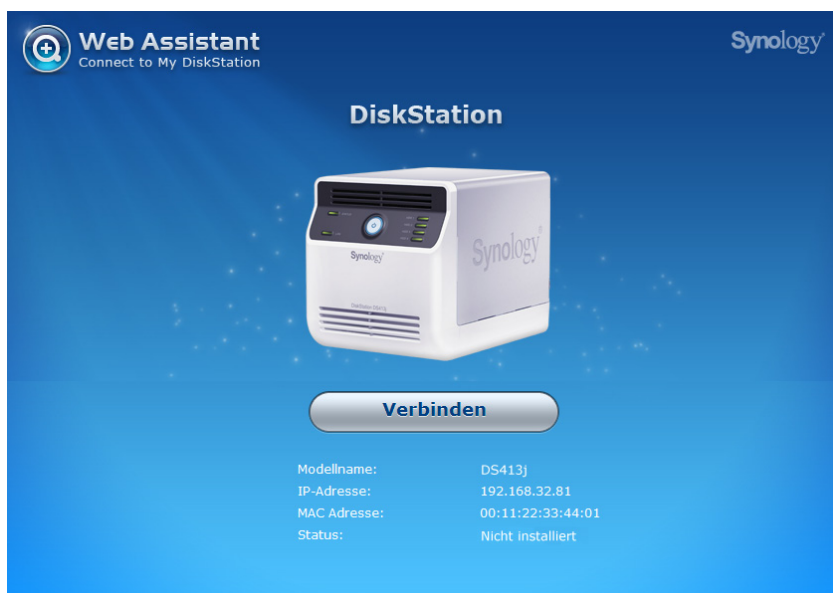 Web Assistant
Connect to My DiskStation
Synology
DiskStation
Synology
Synology
Verbinden
Modellname: DS413j
IP-Adresse: 192.168.32.81
MAC Adresse: 00:11:22:33:44:01
Status: Nicht installiert